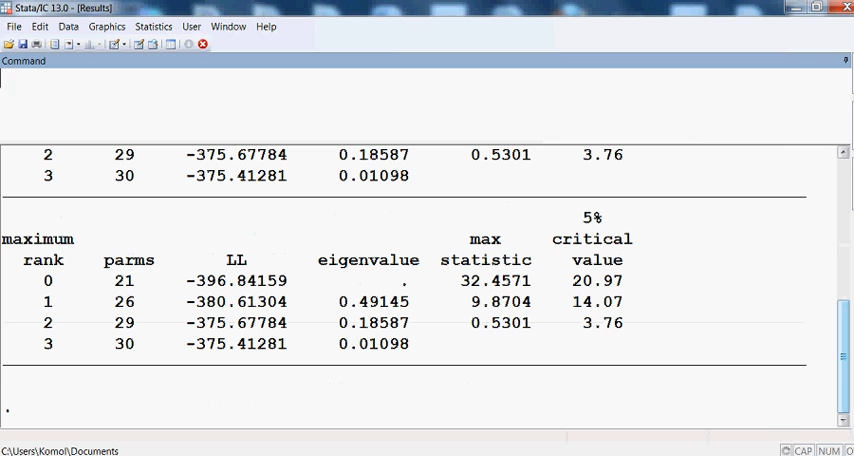 Stata/IC 13.0 - [Results]
File Edit Data Graphics Statistics User Window Help
Command
2 29 -375.67784 0.18587 0.5301 3.76
3 30 -375.41281 0.01098
5%
maximum max critical
rank parms LL eigenvalue statistic value
0 21 -396.84159 . 32.4571 20.97
1 26 -380.61304 0.49145 9.8704 14.07
2 29 -375.67784 0.18587 0.5301 3.76
3 30 -375.41281 0.01098
.
C:\Users\Komol\Documents CAP NUM O